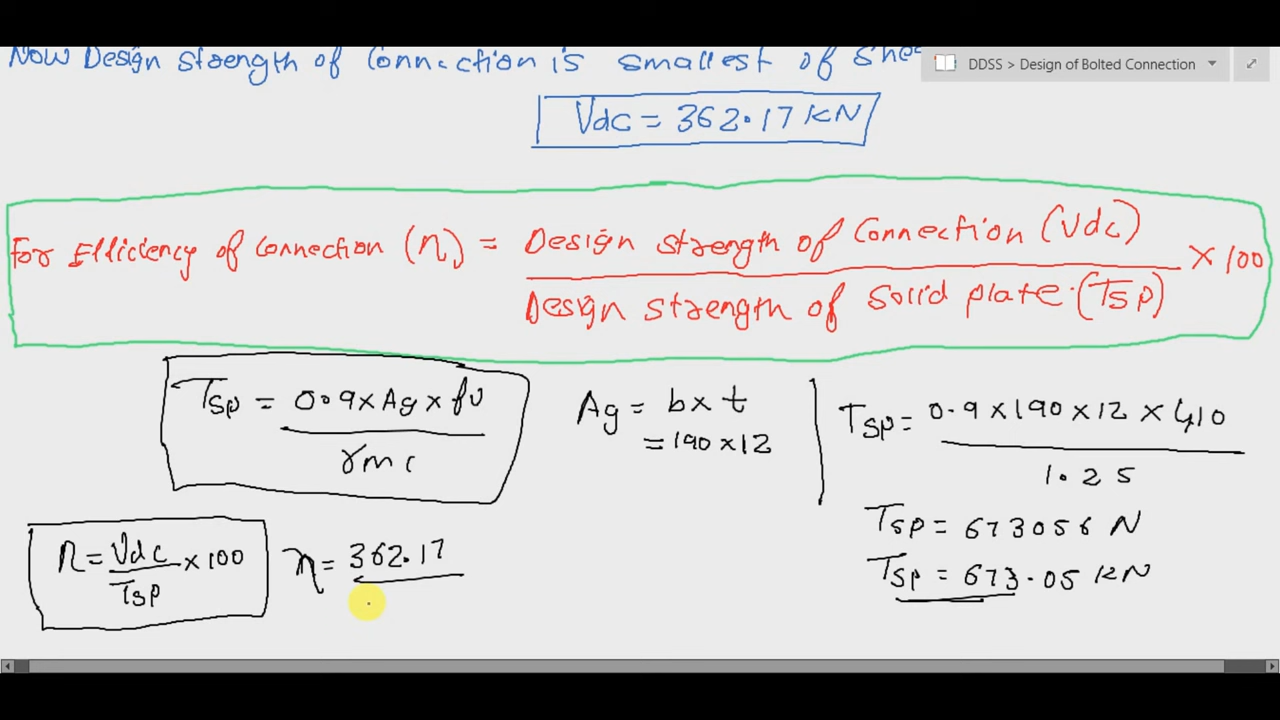 Now Design strength of Connection is smallest of She
DDSS > Design of Bolted Connection
Vdc = 362.17 KN
For Efficiency of Connection (η) = Design strength of Connection (Vdc) / Design strength of Solid plate. (Tsp) × 100
Tsp = 0.9 × Ag × fu / γmc
Ag = b × t
= 190 × 12
Tsp = 0.9 × 190 × 12 × 410 / 1.25
Tsp = 673056 N
Tsp = 673.05 KN
η = Vdc / Tsp × 100
η = 362.17